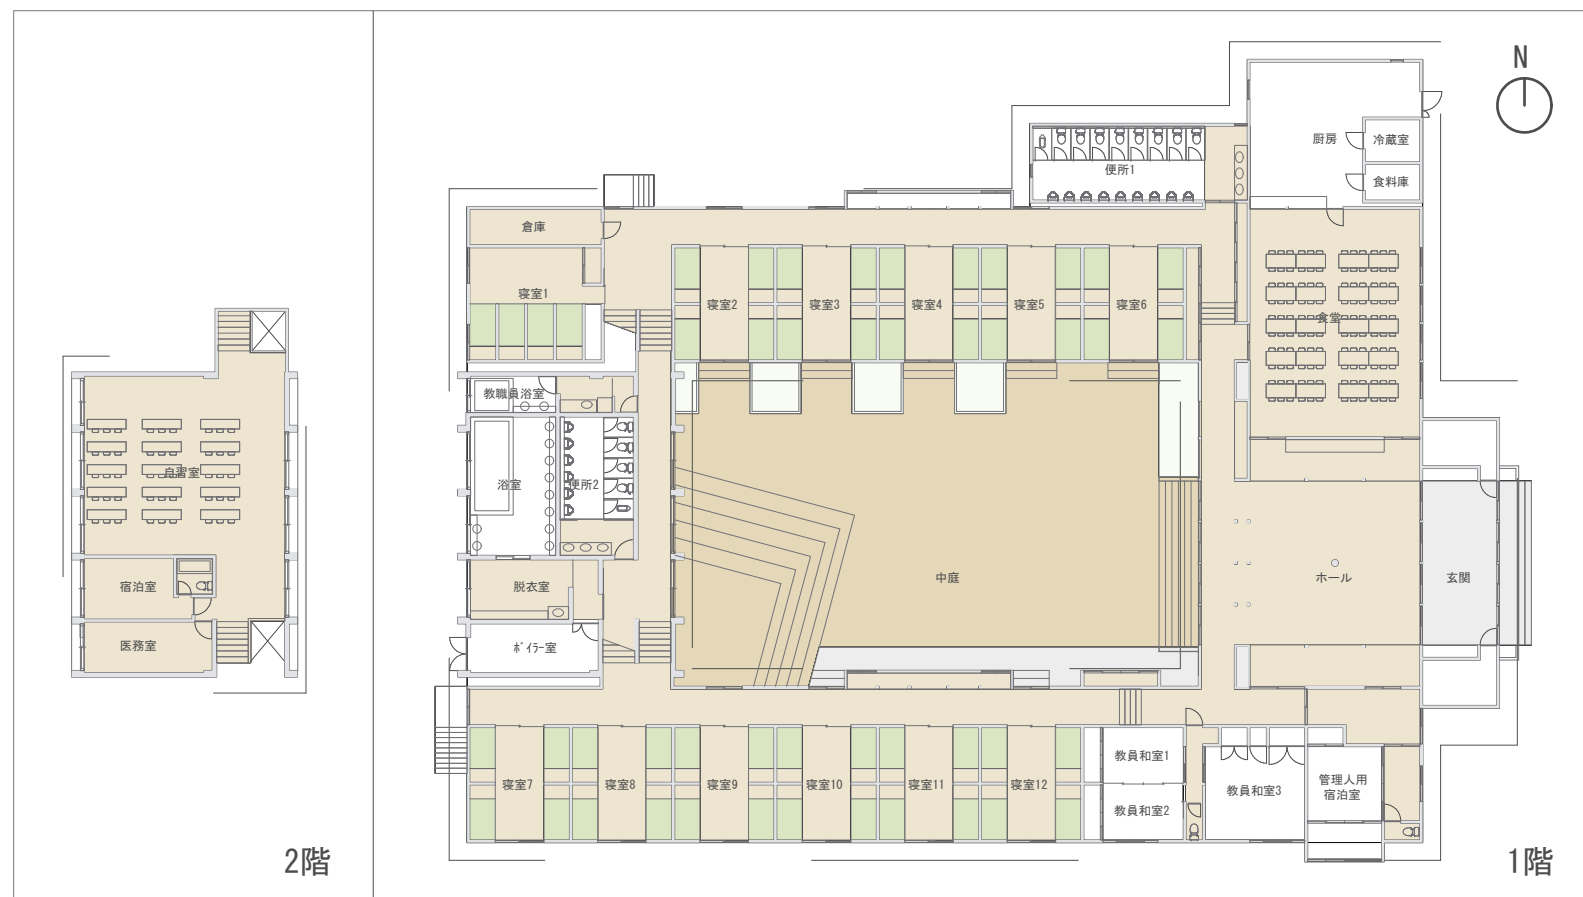 N
厨房
冷蔵室
食料庫
便所1
倉庫
寝室1
寝室2
寝室3
寝室4
寝室5
寝室6
食堂
教職員浴室
浴室
便所2
自習室
宿泊室
医務室
脱衣室
ﾎﾞｲﾗｰ室
中庭
ホール
玄関
寝室7
寝室8
寝室9
寝室10
寝室11
寝室12
教員和室1
教員和室2
教員和室3
管理人用
宿泊室
2階
1階